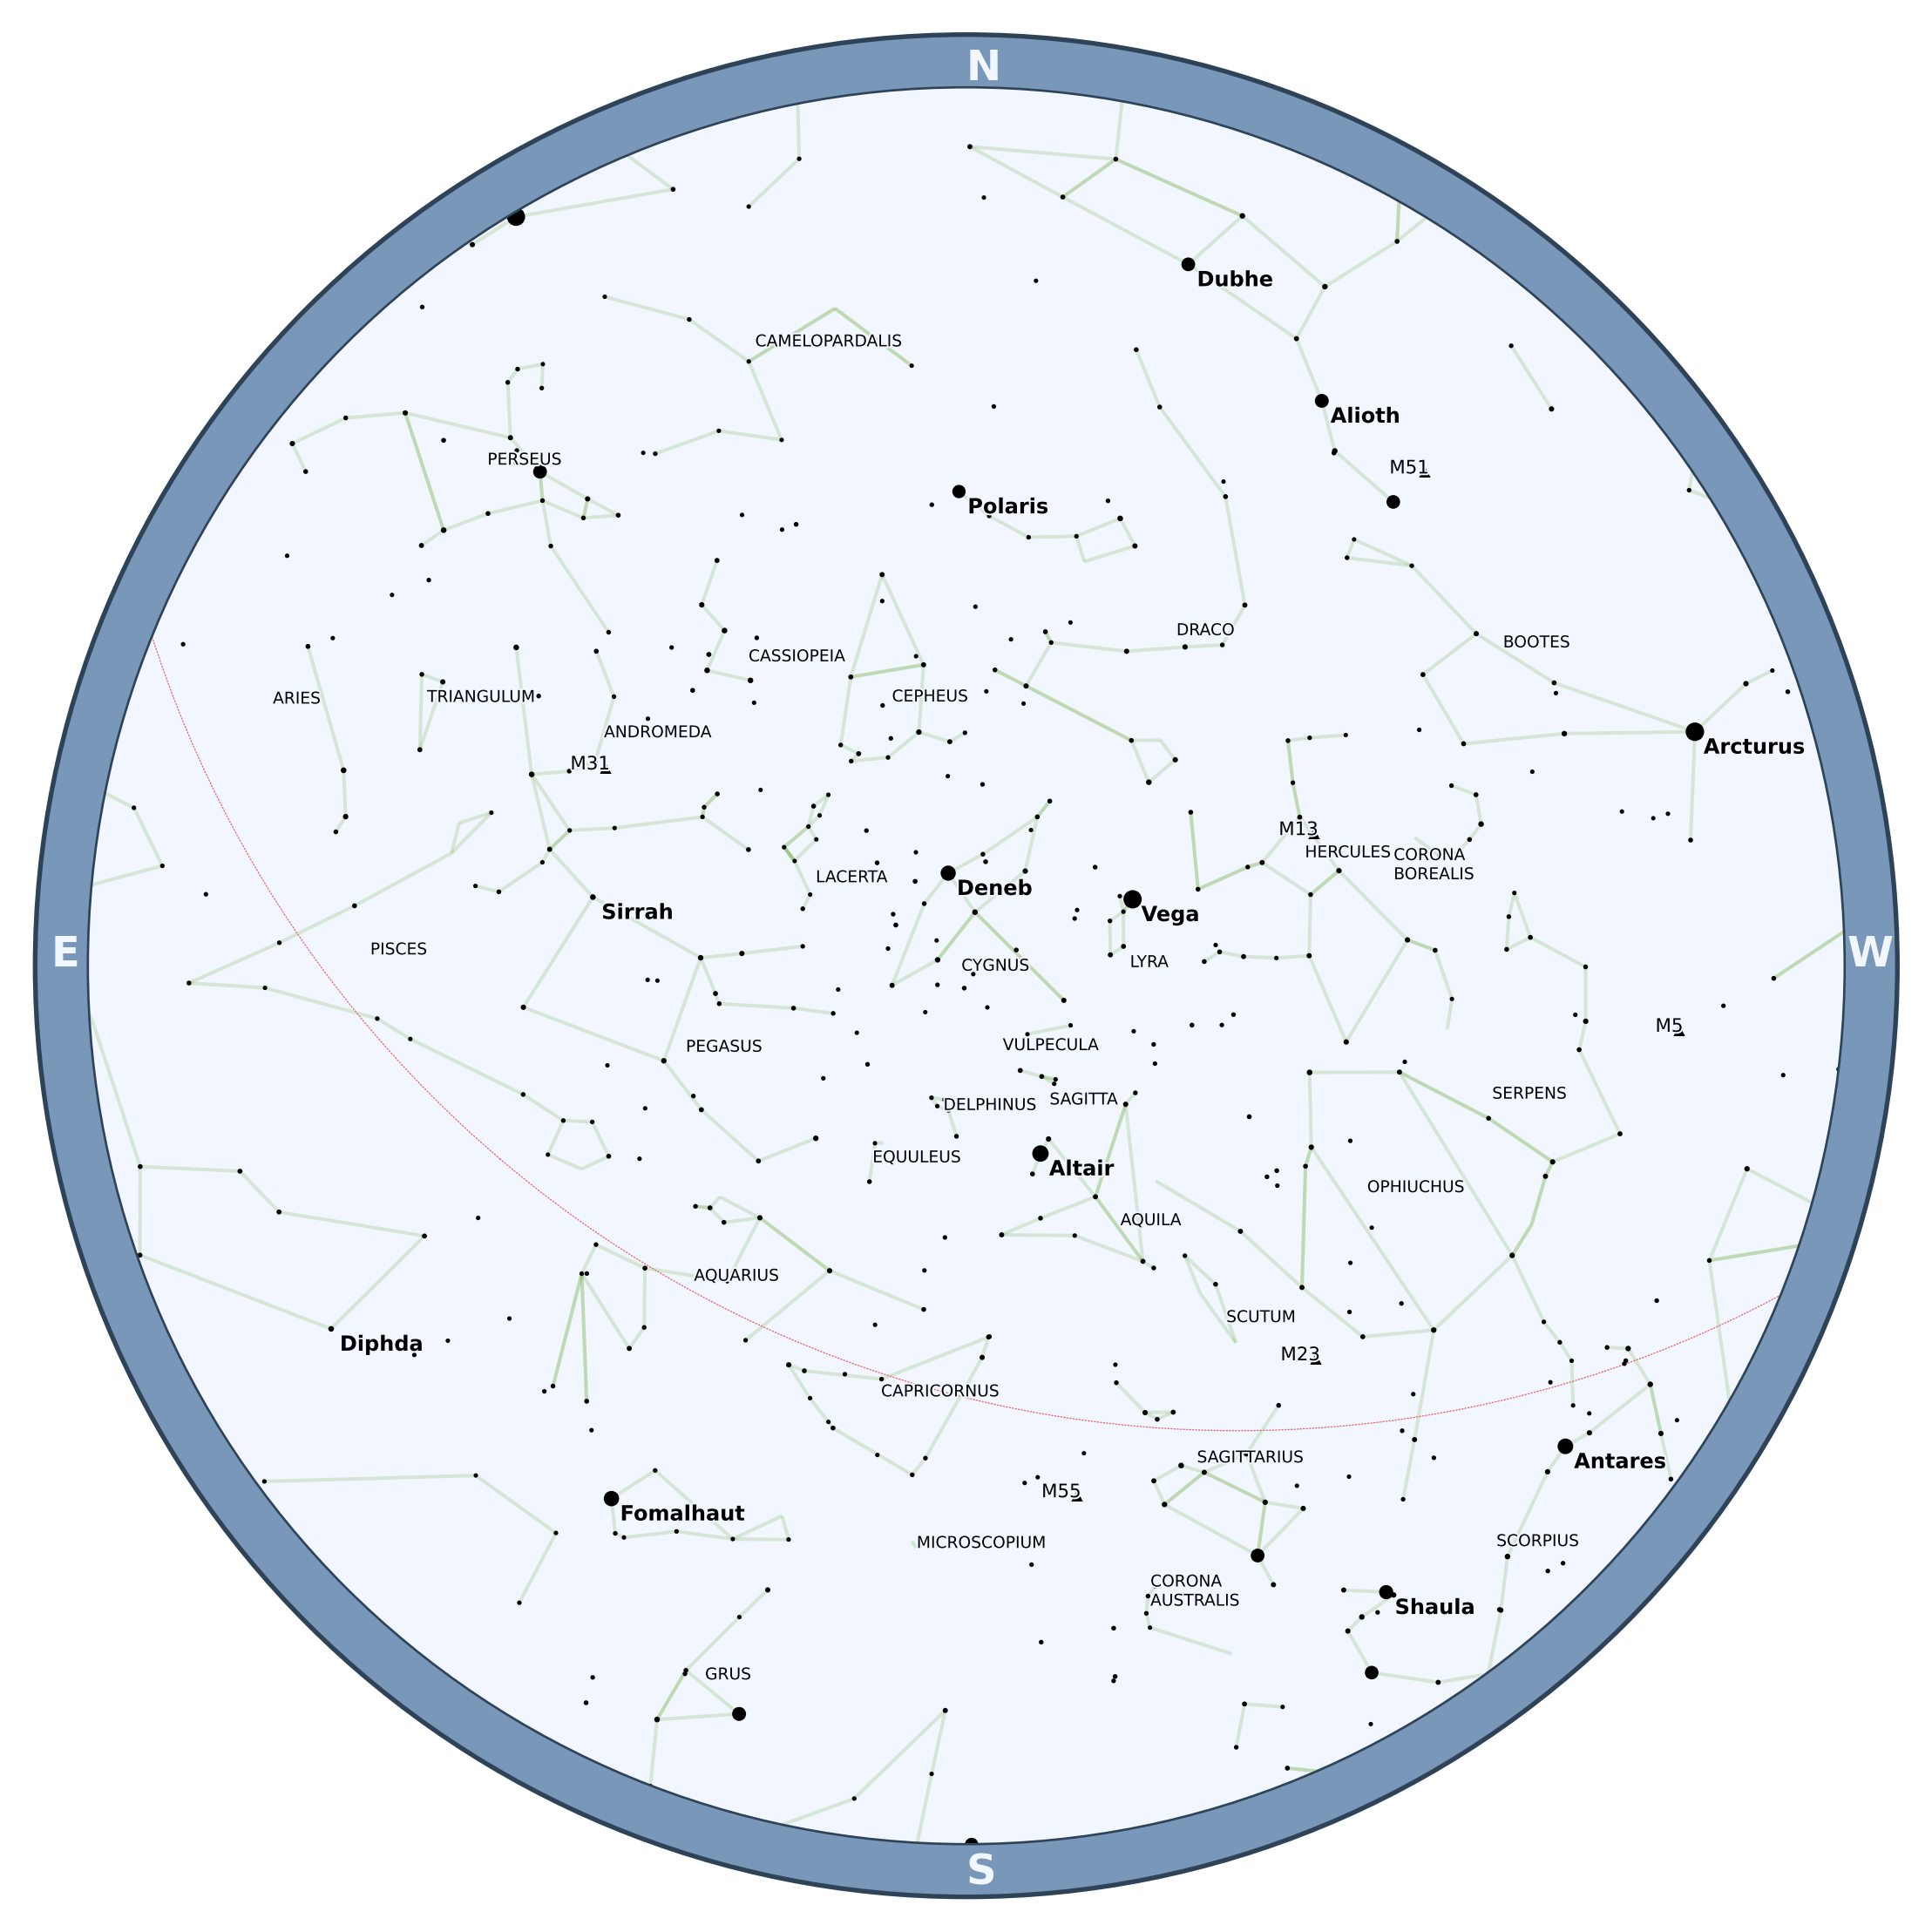 N
Dubhe
CAMELOPARDALIS
Alioth
PERSEUS
M51
Polaris
DRACO
BOOTES
CASSIOPEIA
ARIES
TRIANGULUM
CEPHEUS
ANDROMEDA
Arcturus
M31
M13
HERCULES
CORONA
BOREALIS
LACERTA
Deneb
Sirrah
Vega
PISCES
E
W
CYGNUS
LYRA
M5
PEGASUS
VULPECULA
SERPENS
SAGITTA
DELPHINUS
EQUULEUS
Altair
OPHIUCHUS
AQUILA
AQUARIUS
SCUTUM
Diphda
M23
CAPRICORNUS
SAGITTARIUS
Antares
M55
Fomalhaut
MICROSCOPIUM
SCORPIUS
CORONA
AUSTRALIS
Shaula
GRUS
S